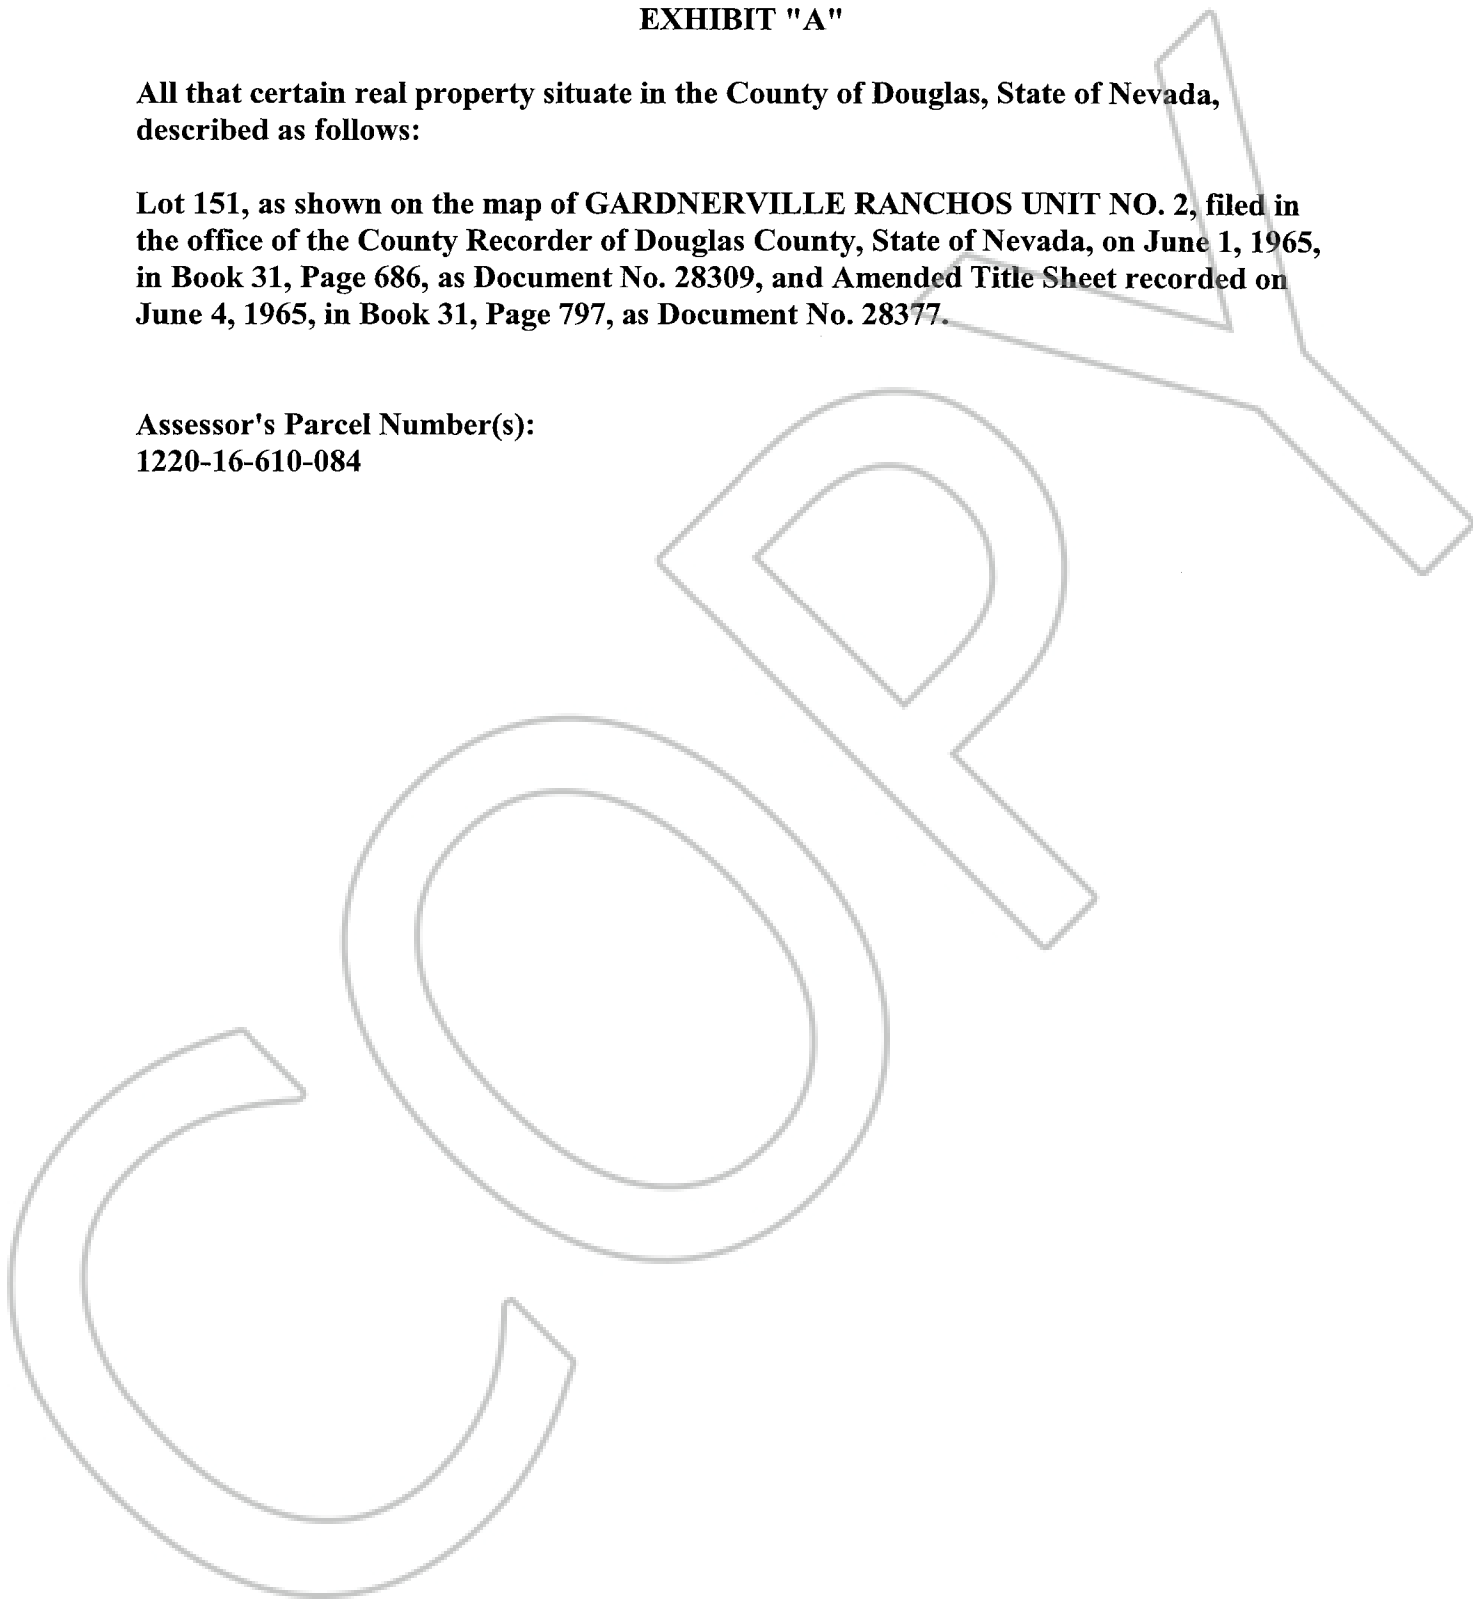 EXHIBIT "A"
All that certain real property situate in the County of Douglas, State of Nevada,
described as follows:
Lot 151, as shown on the map of GARDNERVILLE RANCHOS UNIT NO. 2, filed in
the office of the County Recorder of Douglas County, State of Nevada, on June 1, 1965,
in Book 31, Page 686, as Document No. 28309, and Amended Title Sheet recorded on
June 4, 1965, in Book 31, Page 797, as Document No. 28377.
Assessor's Parcel Number(s):
1220-16-610-084
COPY